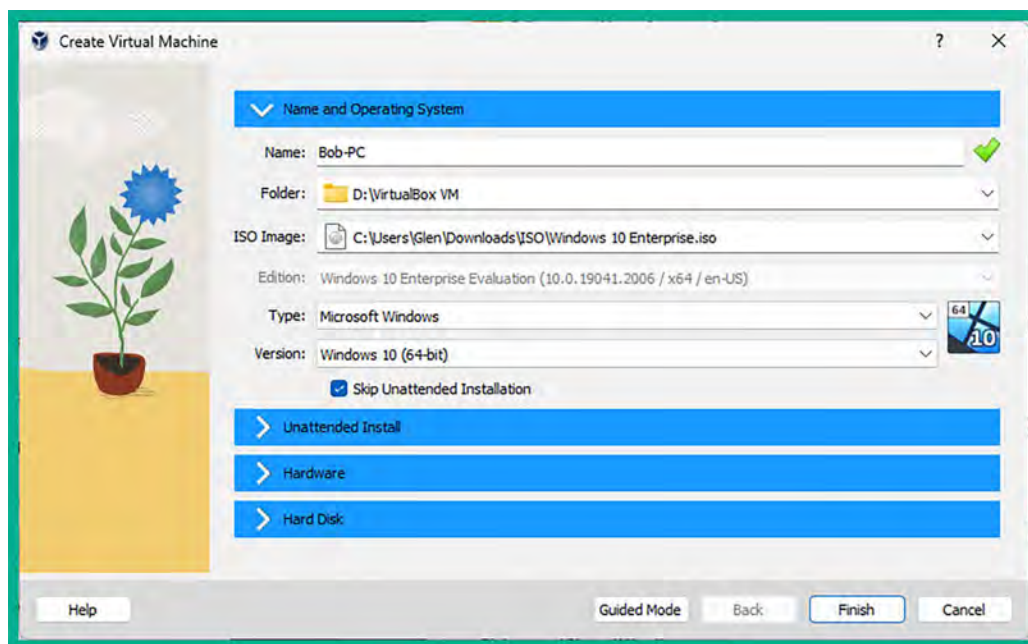 Create Virtual Machine ? ×
Name and Operating System
Name: Bob-PC
Folder: D:\VirtualBox VM
ISO Image: C:\Users\Glen\Downloads\ISO\Windows 10 Enterprise.iso
Edition: Windows 10 Enterprise Evaluation (10.0.19041.2006 / x64 / en-US)
Type: Microsoft Windows
64
10
Version: Windows 10 (64-bit)
Skip Unattended Installation
Unattended Install
Hardware
Hard Disk
Help Guided Mode Back Finish Cancel